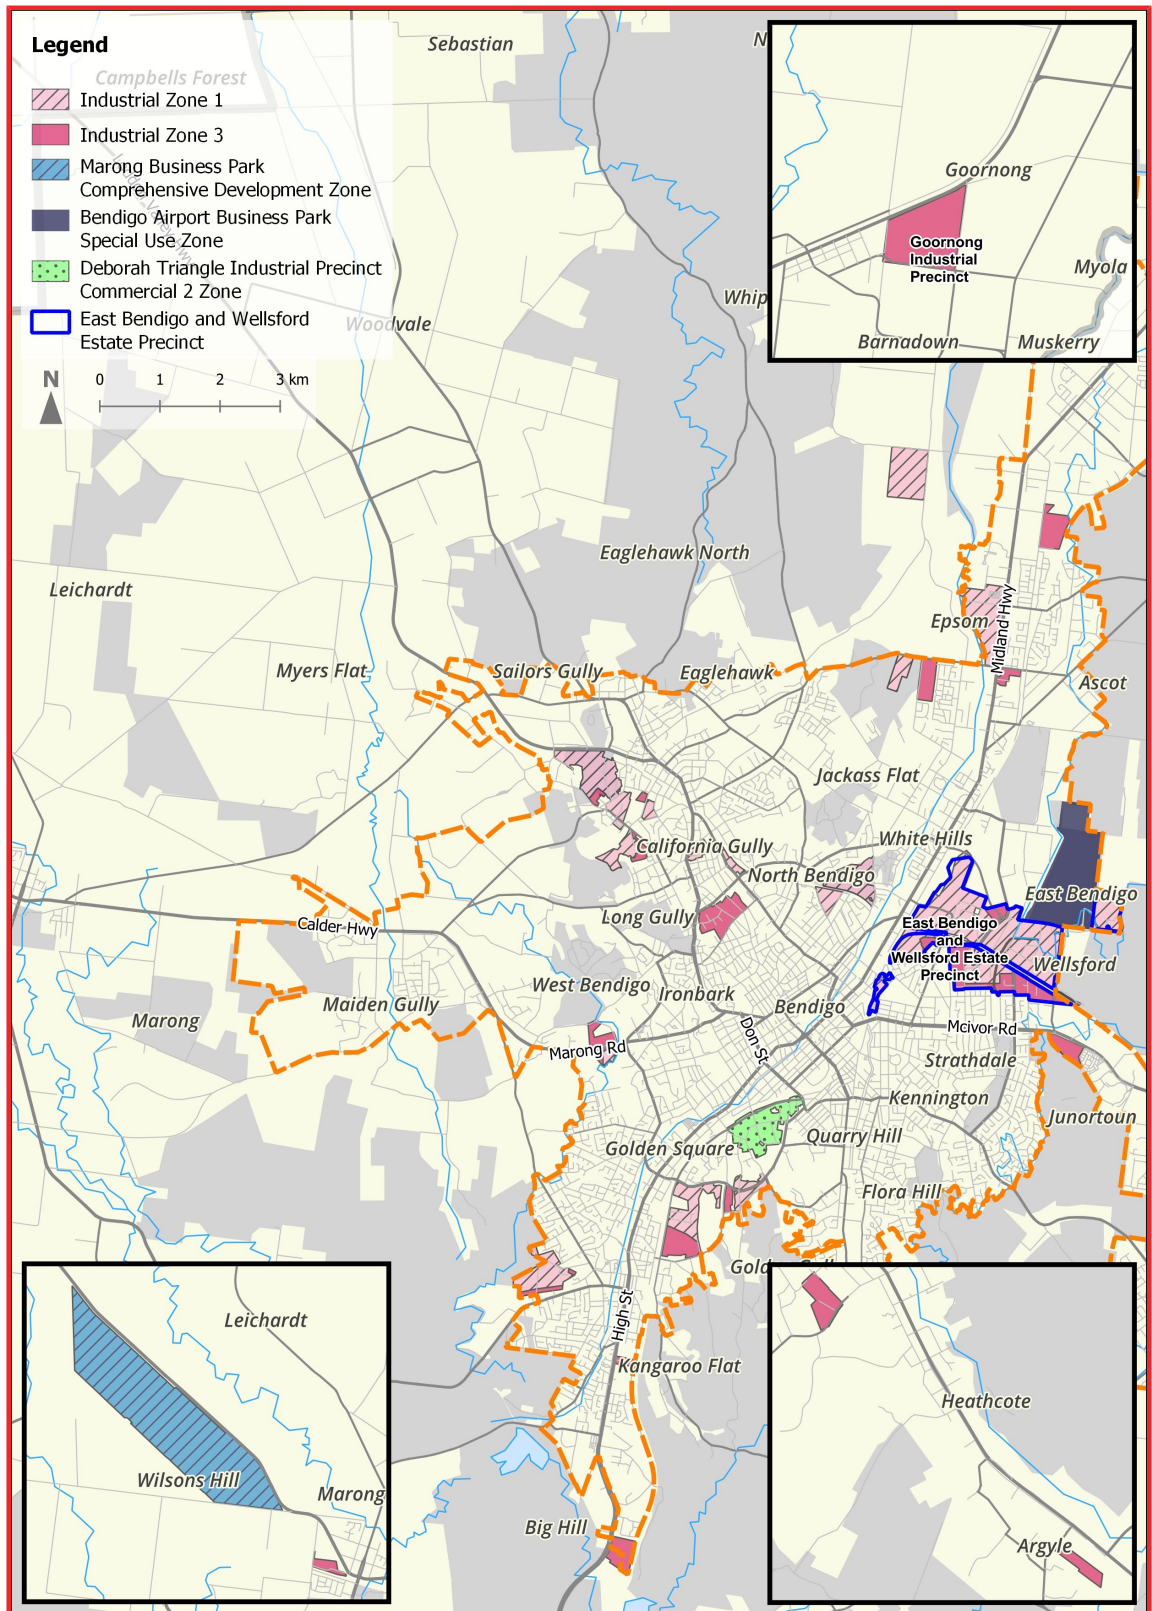 Legend
Campbells Forest
Industrial Zone 1
Industrial Zone 3
Marong Business Park
Comprehensive Development Zone
Bendigo Airport Business Park
Special Use Zone
Deborah Triangle Industrial Precinct
Commercial 2 Zone
East Bendigo and Wellsford
Estate Precinct
N
0 1 2 3 km
Loddon Valley Hwy
Sebastian
N
Woodvale
Whip
Goornong
Goornong
Industrial
Precinct
Myola
Barnadown
Muskerry
Eaglehawk North
Leichardt
Epsom
Midland Hwy
Myers Flat
Sailors Gully
Eaglehawk
Ascot
Jackass Flat
White Hills
California Gully
North Bendigo
East Bendigo
Long Gully
Calder Hwy
East Bendigo
and
Wellsford Estate
Precinct
Wellsford
West Bendigo
Ironbark
Bendigo
Maiden Gully
Marong
Marong Rd
Don St
Mcivor Rd
Strathdale
Kennington
Junortoun
Golden Square
Quarry Hill
Flora Hill
High St
Kangaroo Flat
Big Hill
Leichardt
Wilsons Hill
Marong
Heathcote
Argyle